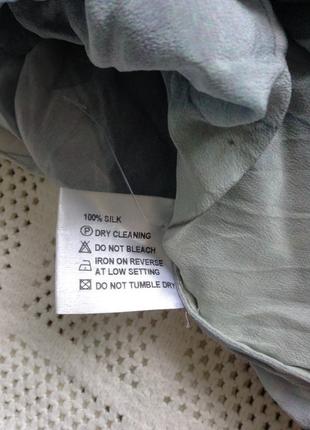 100% SILK
P DRY CLEANING
DO NOT BLEACH
IRON ON REVERSE
AT LOW SETTING
DO NOT TUMBLE DRY